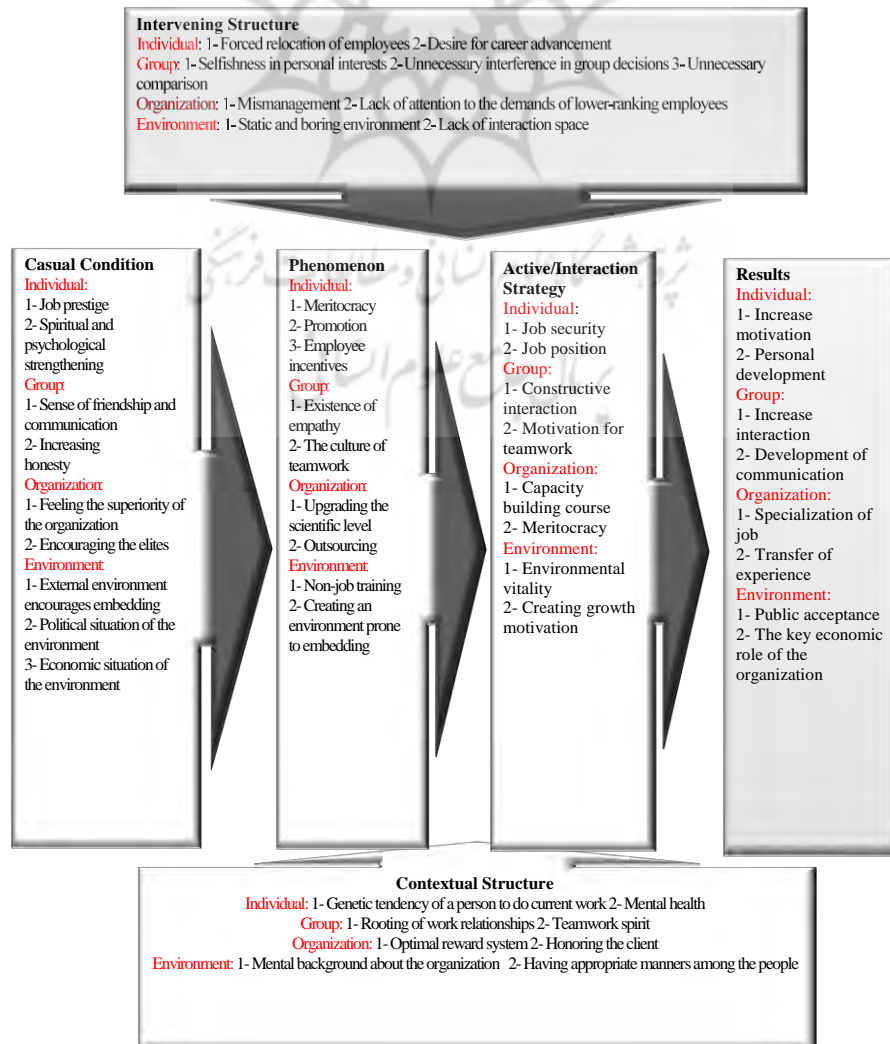 Intervening Structure
Individual: 1- Forced relocation of employees 2- Desire for career advancement
Group: 1- Selfishness in personal interests 2- Unnecessary interference in group decisions 3- Unnecessary
comparison
Organization: 1- Mismanagement 2- Lack of attention to the demands of lower-ranking employees
Environment: 1- Static and boring environment 2- Lack of interaction space
پژوهشگاه علوم انسانی و مطالعات فرهنگی
پرتال جامع علوم انسانی
Casual Condition
Individual:
1- Job prestige
2- Spiritual and
psychological
strengthening
Group:
1- Sense of friendship and
communication
2- Increasing
honesty
Organization:
1- Feeling the superiority of
the organization
2- Encouraging the elites
Environment:
1- External environment
encourages embedding
2- Political situation of the
environment
3- Economic situation of
the environment
Phenomenon
Individual:
1- Meritocracy
2- Promotion
3- Employee
incentives
Group:
1- Existence of
empathy
2- The culture of
teamwork
Organization:
1- Upgrading the
scientific level
2- Outsourcing
Environment:
1- Non-job training
2- Creating an
environment prone
to embedding
Active/Interaction
Strategy
Individual:
1- Job security
2- Job position
Group:
1- Constructive
interaction
2- Motivation for
teamwork
Organization:
1- Capacity
building course
2- Meritocracy
Environment:
1- Environmental
vitality
2- Creating growth
motivation
Results
Individual:
1- Increase
motivation
2- Personal
development
Group:
1- Increase
interaction
2- Development of
communication
Organization:
1- Specialization of
job
2- Transfer of
experience
Environment:
1- Public acceptance
2- The key economic
role of the
organization
Contextual Structure
Individual: 1- Genetic tendency of a person to do current work 2- Mental health
Group: 1- Rooting of work relationships 2- Teamwork spirit
Organization: 1- Optimal reward system 2- Honoring the client
Environment: 1- Mental background about the organization 2- Having appropriate manners among the people